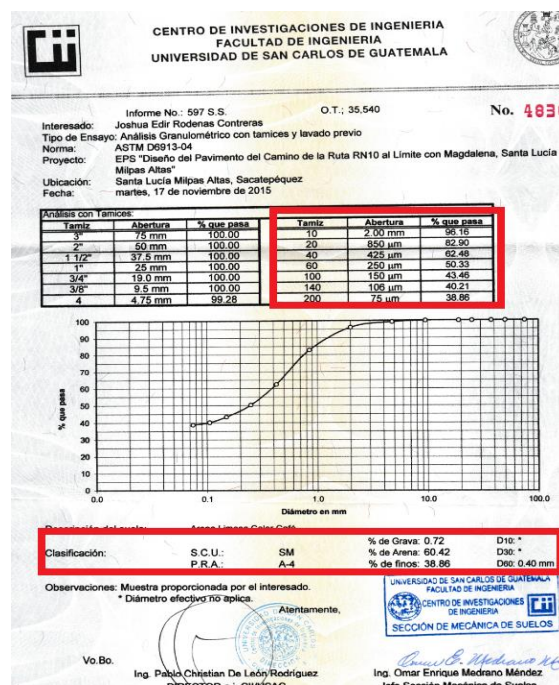 CENTRO DE INVESTIGACIONES DE INGENIERIA
FACULTAD DE INGENIERIA
UNIVERSIDAD DE SAN CARLOS DE GUATEMALA
Informe No.: 597 S.S. O.T.; 35,540 No. 483
Interesado: Joshua Edir Rodenas Contreras
Tipo de Ensayo: Análisis Granulométrico con tamices y lavado previo
Norma: ASTM D6913-04
Proyecto: EPS "Diseño del Pavimento del Camino de la Ruta RN10 al Límite con Magdalena, Santa Lucía
Milpas Altas"
Ubicación: Santa Lucía Milpas Altas, Sacatepéquez
Fecha: martes, 17 de noviembre de 2015
Análisis con Tamices:
Tamiz Abertura % que pasa Tamiz Abertura % que pasa
3" 75 mm 100.00 10 2.00 mm 96.16
2" 50 mm 100.00 20 850 µm 82.90
1 1/2" 37.5 mm 100.00 40 425 µm 62.48
1" 25 mm 100.00 60 250 µm 50.33
3/4" 19.0 mm 100.00 100 150 µm 43.46
3/8" 9.5 mm 100.00 140 106 µm 40.21
4 4.75 mm 99.28 200 75 µm 38.86
% que pasa
100
90
80
70
60
50
40
30
20
10
0
0.0 0.1 1.0 10.00 100.0
Diámetro en mm
Descripción del suelo: Arena Limosa Color Café
% de Grava: 0.72 D10: *
Clasificación: S.C.U.: SM % de Arena: 60.42 D30: *
P.R.A.: A-4 % de finos: 38.86 D60: 0.40 mm
Observaciones: Muestra proporcionada por el interesado.
* Diámetro efectivo no aplica.
Atentamente,
UNIVERSIDAD DE SAN CARLOS DE GUATEMALA
FACULTAD DE INGENIERIA
CENTRO DE INVESTIGACIONES
DE INGENIERIA
SECCIÓN DE MECÁNICA DE SUELOS
Vo.Bo.
Ing. Pablo Christian De León Rodríguez
Ing. Omar Enrique Medrano Méndez
Jefe Sección Mecánica de Suelos